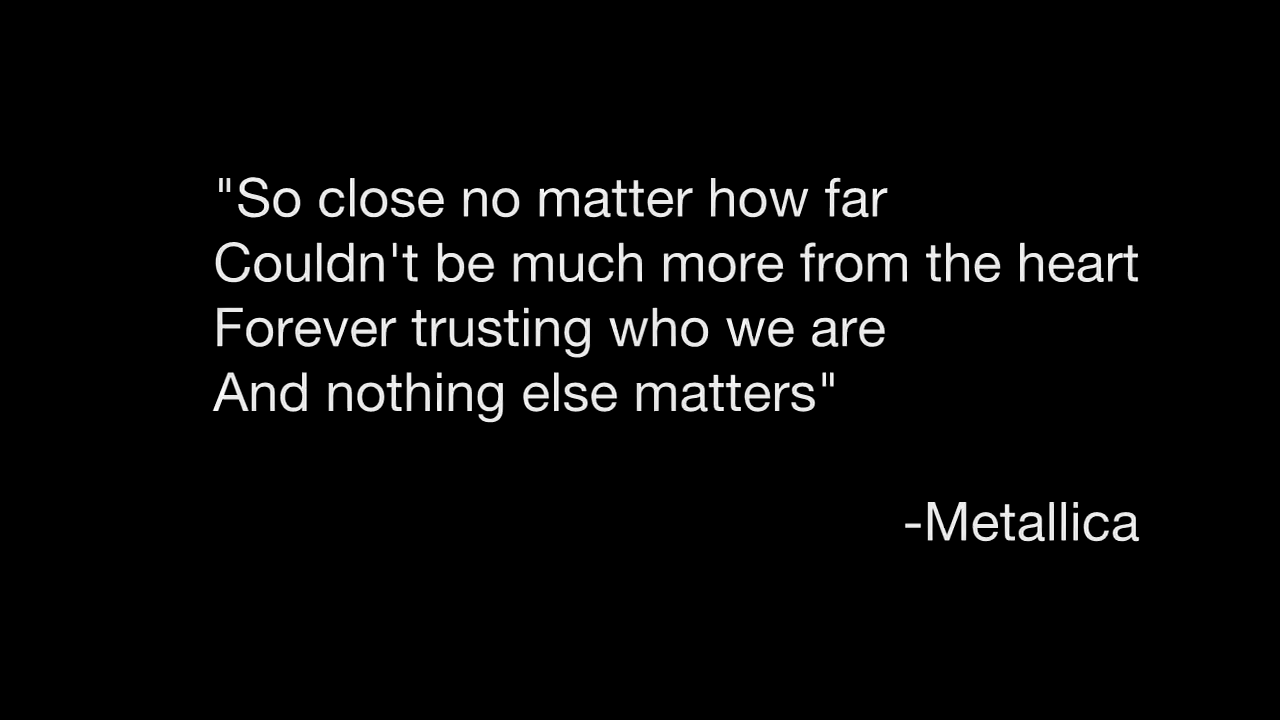 "So close no matter how far
Couldn't be much more from the heart
Forever trusting who we are
And nothing else matters"
-Metallica